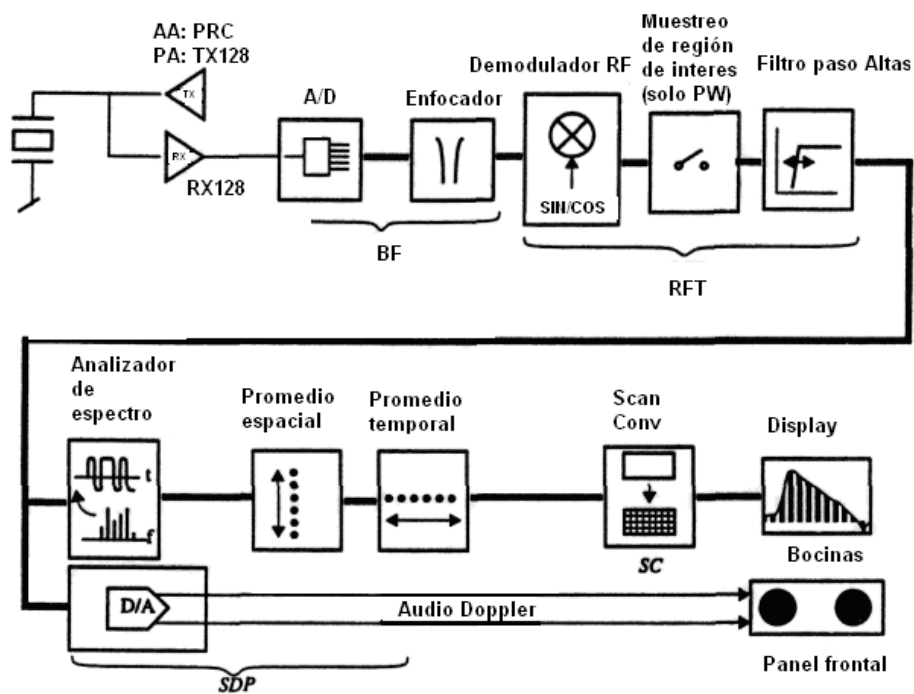 AA: PRC
PA: TX128
TX
RX
RX128
A/D
Enfocador
BF
Demodulador RF
SIN/COS
Muestreo
de región
de interes
(solo PW)
Filtro paso Altas
RFT
Analizador
de
espectro
t
f
Promedio
espacial
Promedio
temporal
Scan
Conv
SC
Display
Bocinas
D/A
Audio Doppler
SDP
Panel frontal